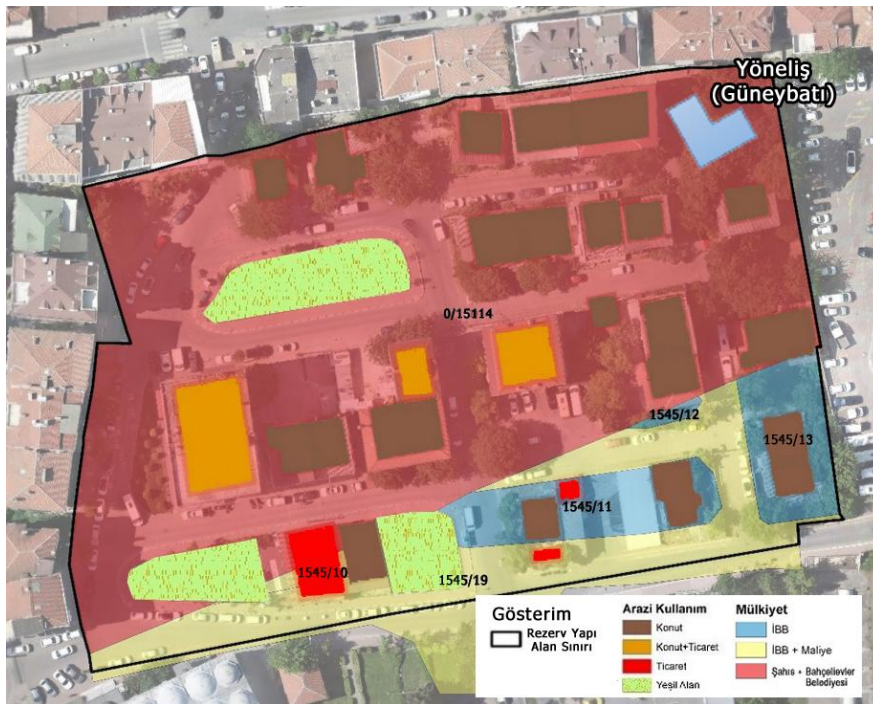 Yöneliş
(Güneybatı)
0/15114
1545/12
1545/13
1545/11
1545/10
1545/19
Gösterim
Rezerv Yapı
Alan Sınırı
Arazi Kullanım
Konut
Konut+Ticaret
Ticaret
Yeşil Alan
Mülkiyet
İBB
İBB + Maliye
Şahıs + Bahçelievler
Belediyesi